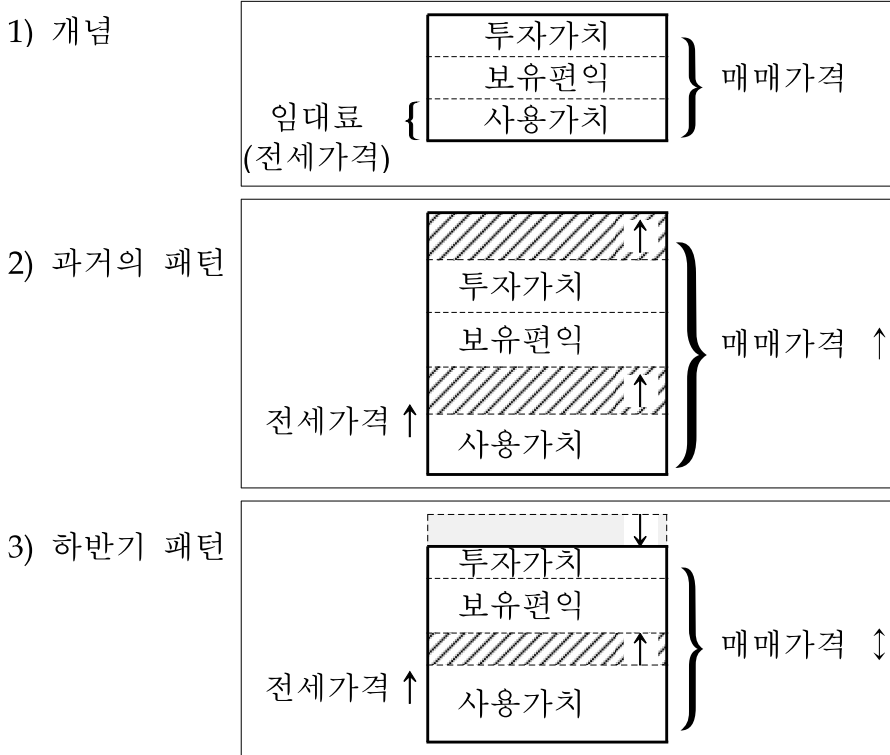 1) 개념
투자가치
보유편익
사용가치
매매가격
임대료
(전세가격)
2) 과거의 패턴
↑
투자가치
보유편익
↑
사용가치
전세가격 ↑
매매가격 ↑
3) 하반기 패턴
↓
투자가치
보유편익
↑
사용가치
전세가격 ↑
매매가격 ↕